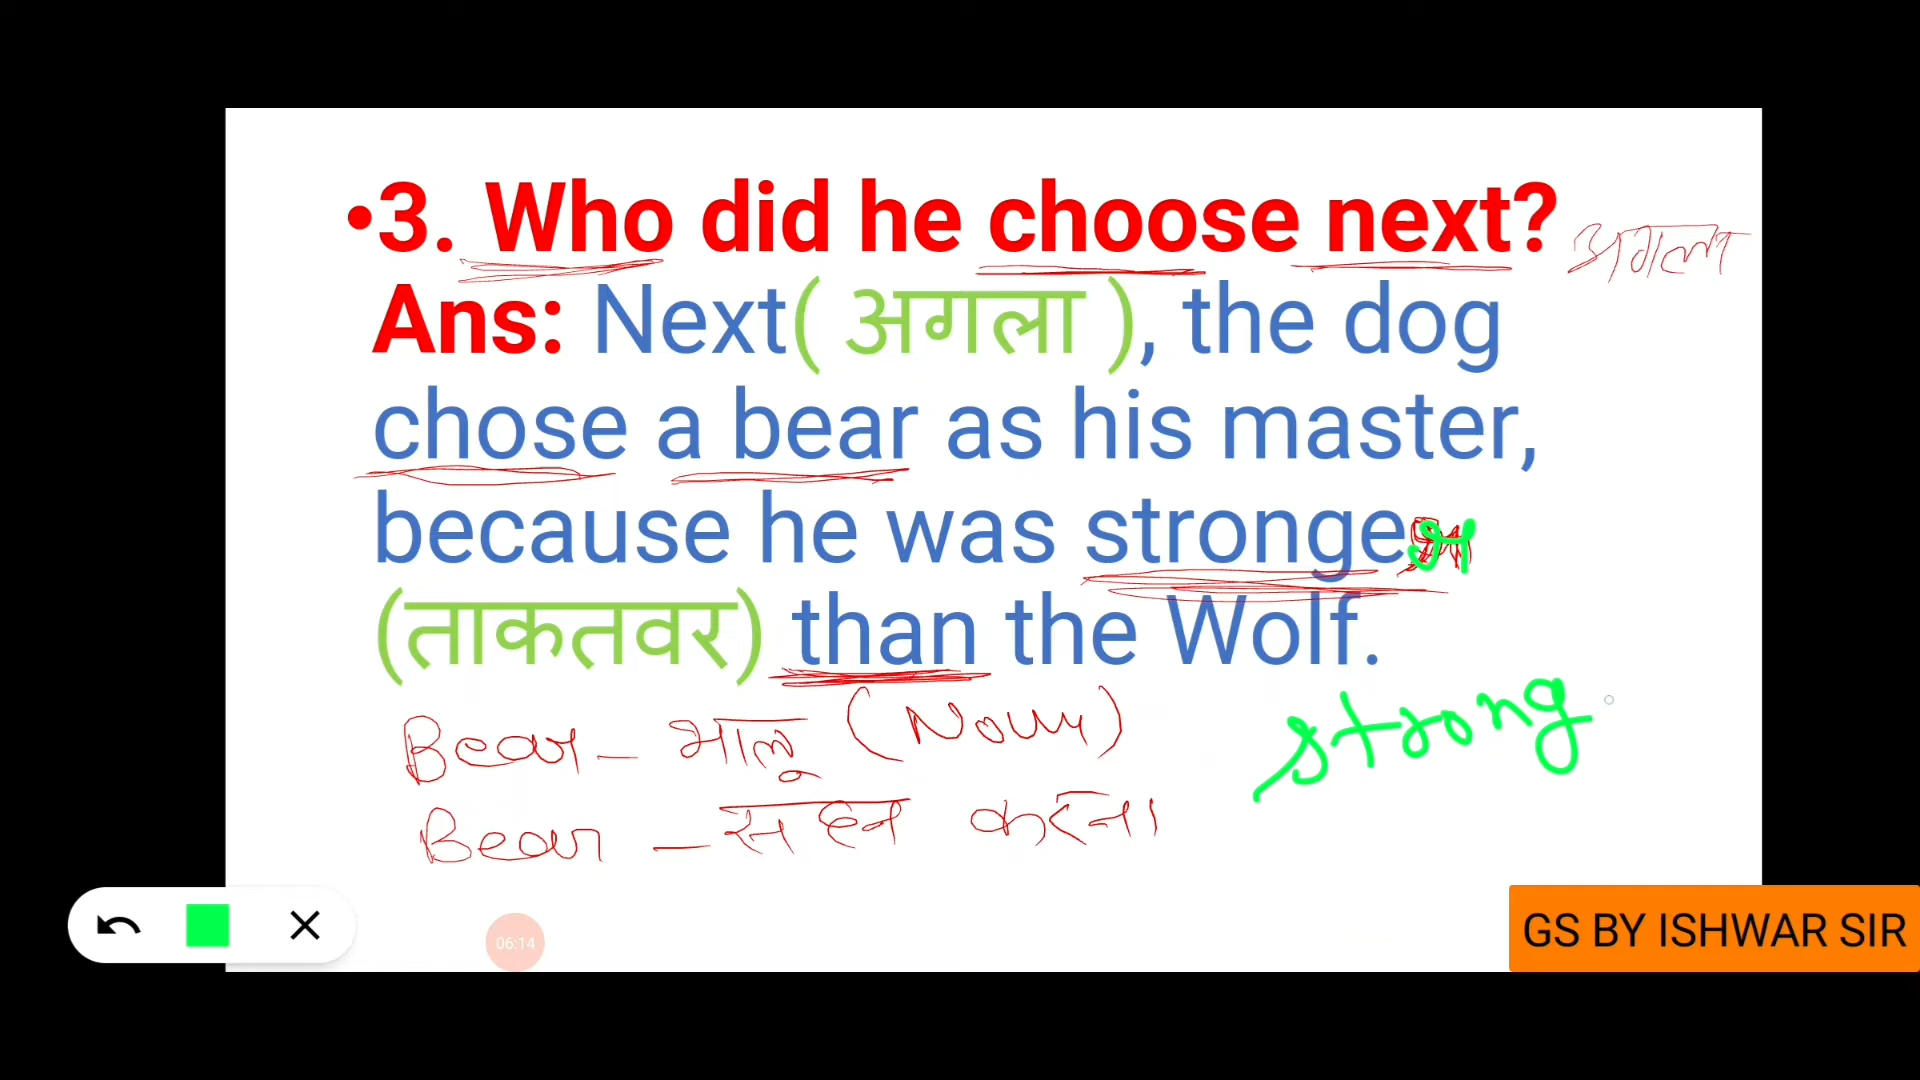 •3. Who did he choose next?
अगला
Ans: Next( अगला ), the dog
chose a bear as his master,
because he was stronge
(ताकतवर) than the Wolf.
Bear – भालू (Noun)
strong
Bear – सहन करना
06:14
GS BY ISHWAR SIR